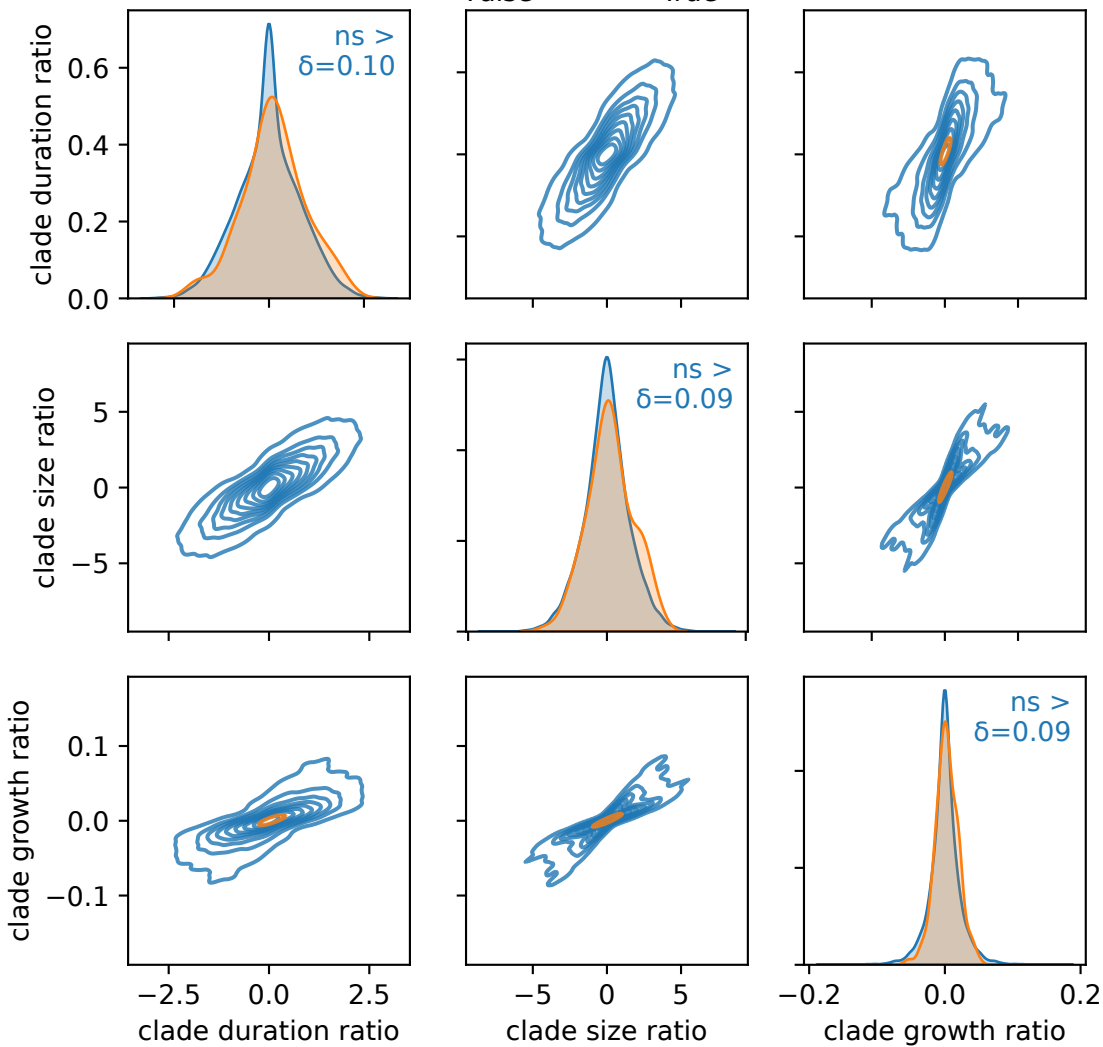 clade duration ratio
0.6
0.4
0.2
0.0
ns >
δ=0.10
clade size ratio
5
0
−5
ns >
δ=0.09
clade growth ratio
0.1
0.0
−0.1
ns >
δ=0.09
−2.5 0.0 2.5
−5 0 5
−0.2 0.0 0.2
clade duration ratio
clade size ratio
clade growth ratio